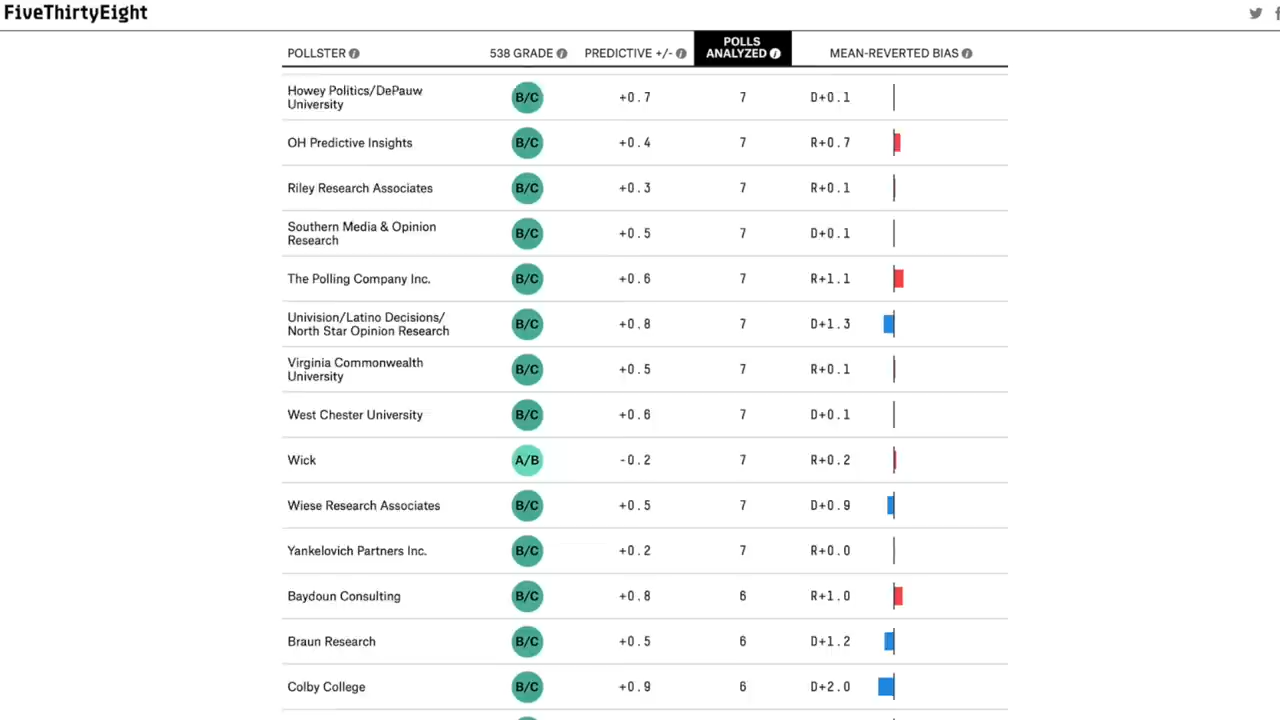 FiveThirtyEight
POLLSTER 538 GRADE PREDICTIVE +/- POLLS ANALYZED MEAN-REVERTED BIAS
Howey Politics/DePauw
University B/C +0.7 7 D+0.1
OH Predictive Insights B/C +0.4 7 R+0.7
Riley Research Associates B/C +0.3 7 R+0.1
Southern Media & Opinion
Research B/C +0.5 7 D+0.1
The Polling Company Inc. B/C +0.6 7 R+1.1
Univision/Latino Decisions/
North Star Opinion Research B/C +0.8 7 D+1.3
Virginia Commonwealth
University B/C +0.5 7 R+0.1
West Chester University B/C +0.6 7 D+0.1
Wick A/B -0.2 7 R+0.2
Wiese Research Associates B/C +0.5 7 D+0.9
Yankelovich Partners Inc. B/C +0.2 7 R+0.0
Baydoun Consulting B/C +0.8 6 R+1.0
Braun Research B/C +0.5 6 D+1.2
Colby College B/C +0.9 6 D+2.0